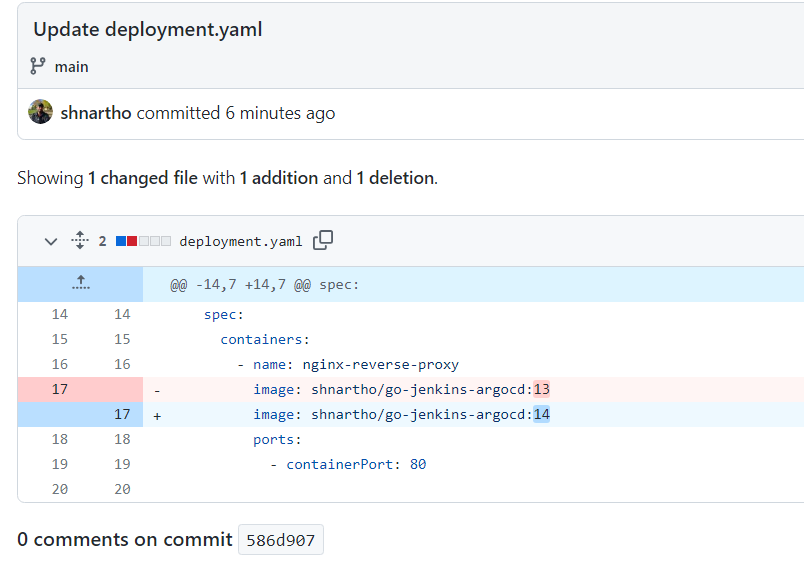 Update deployment.yaml
main
shnartho committed 6 minutes ago
Showing 1 changed file with 1 addition and 1 deletion.
2 deployment.yaml
@@ -14,7 +14,7 @@ spec:
14 14 spec:
15 15 containers:
16 16 - name: nginx-reverse-proxy
17 - image: shnartho/go-jenkins-argocd:13
17 + image: shnartho/go-jenkins-argocd:14
18 18 ports:
19 19 - containerPort: 80
20 20
0 comments on commit 586d907